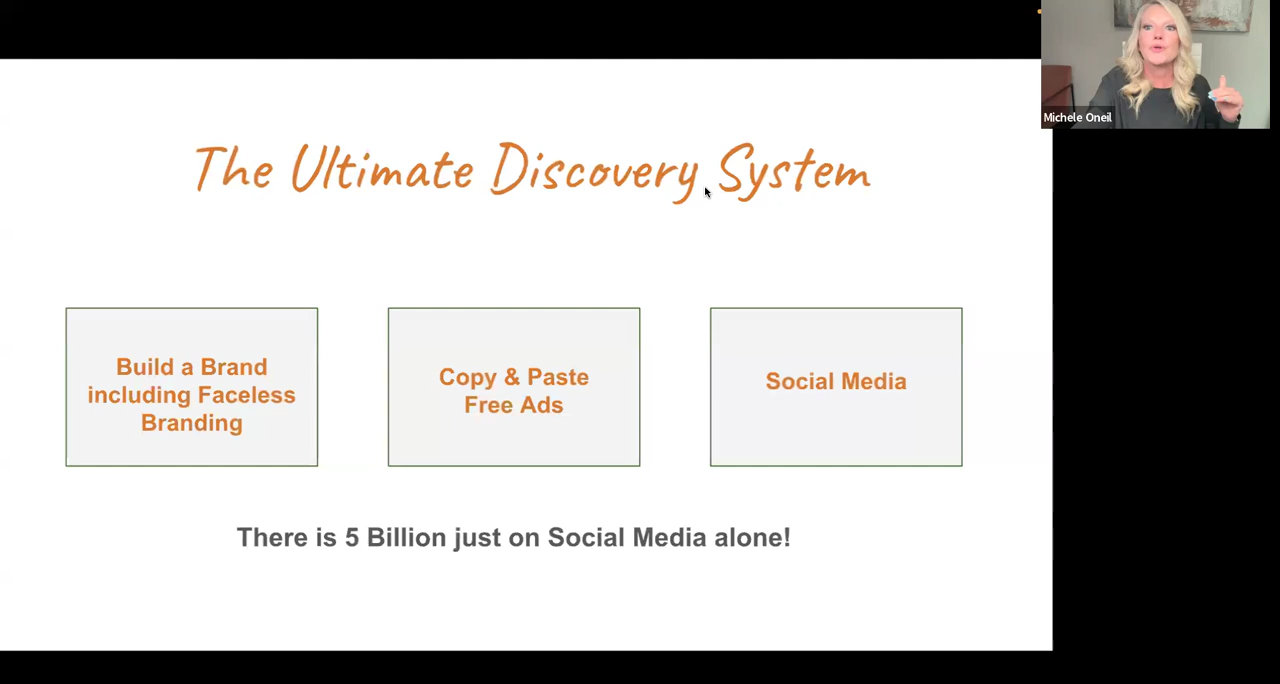 Michele Oneil
The Ultimate Discovery System
Build a Brand
including Faceless
Branding
Copy & Paste
Free Ads
Social Media
There is 5 Billion just on Social Media alone!